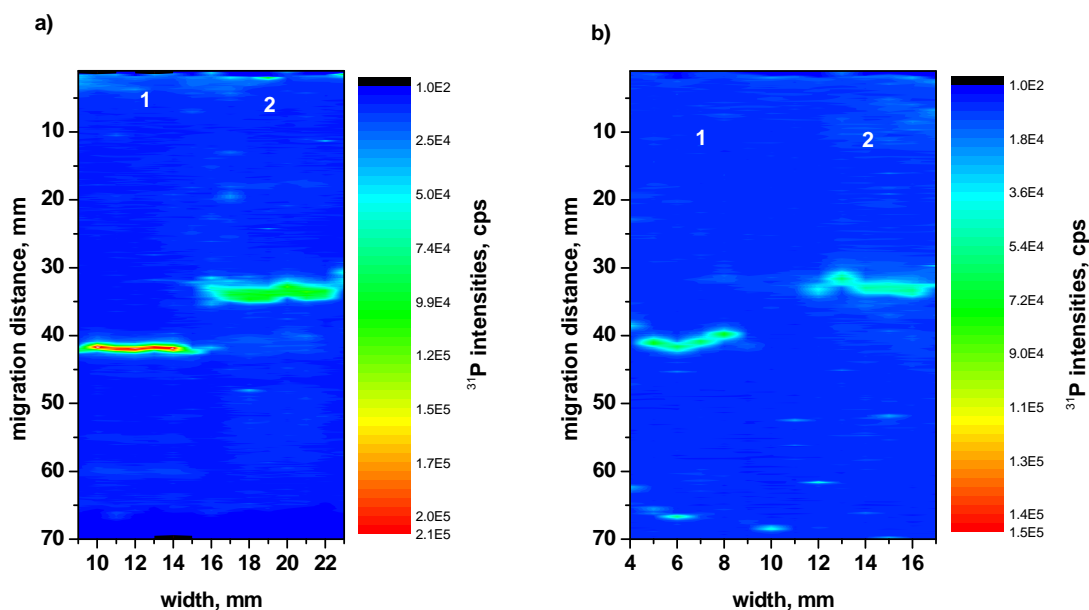 a)
1
2
10
20
30
40
50
60
70
10 12 14 16 18 20 22
migration distance, mm
width, mm
1.0E2
2.5E4
5.0E4
7.4E4
9.9E4
1.2E5
1.5E5
1.7E5
2.0E5
2.1E5
31P intensities, cps
b)
1
2
10
20
30
40
50
60
70
4 6 8 10 12 14 16
migration distance, mm
width, mm
1.0E2
1.8E4
3.6E4
5.4E4
7.2E4
9.0E4
1.1E5
1.3E5
1.4E5
1.5E5
31P intensities, cps